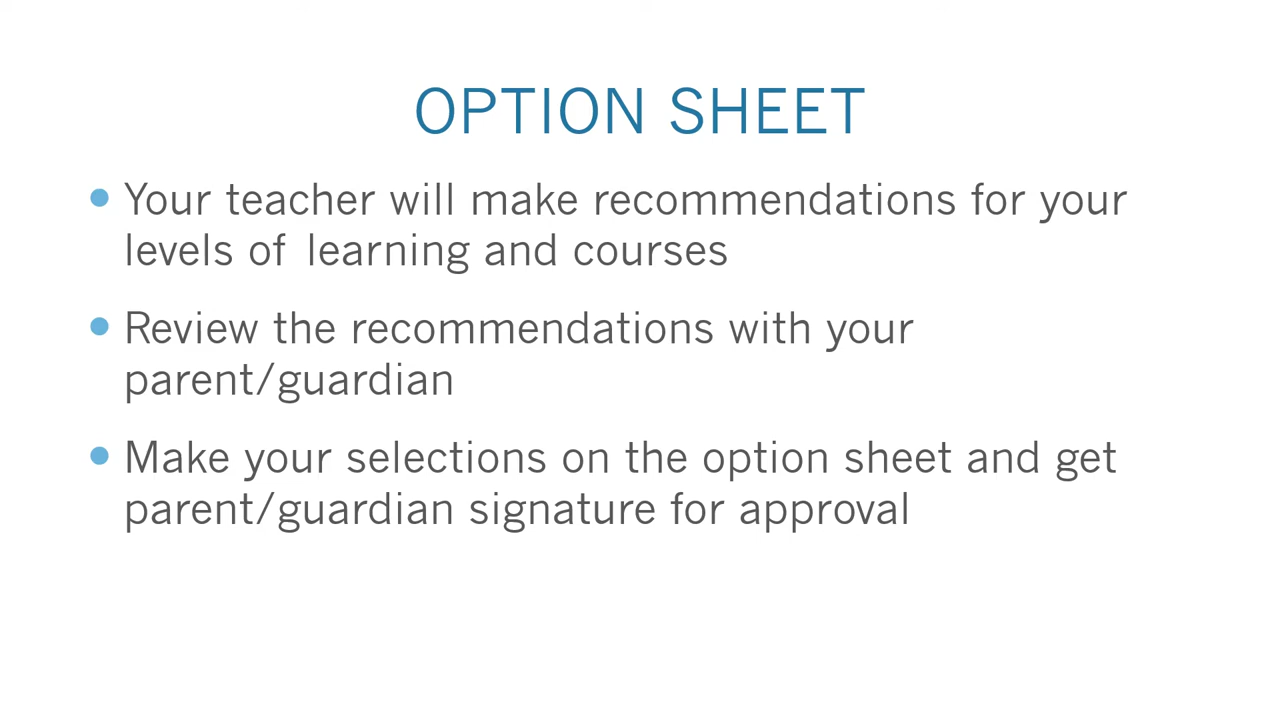 OPTION SHEET
• Your teacher will make recommendations for your
levels of learning and courses
• Review the recommendations with your
parent/guardian
• Make your selections on the option sheet and get
parent/guardian signature for approval